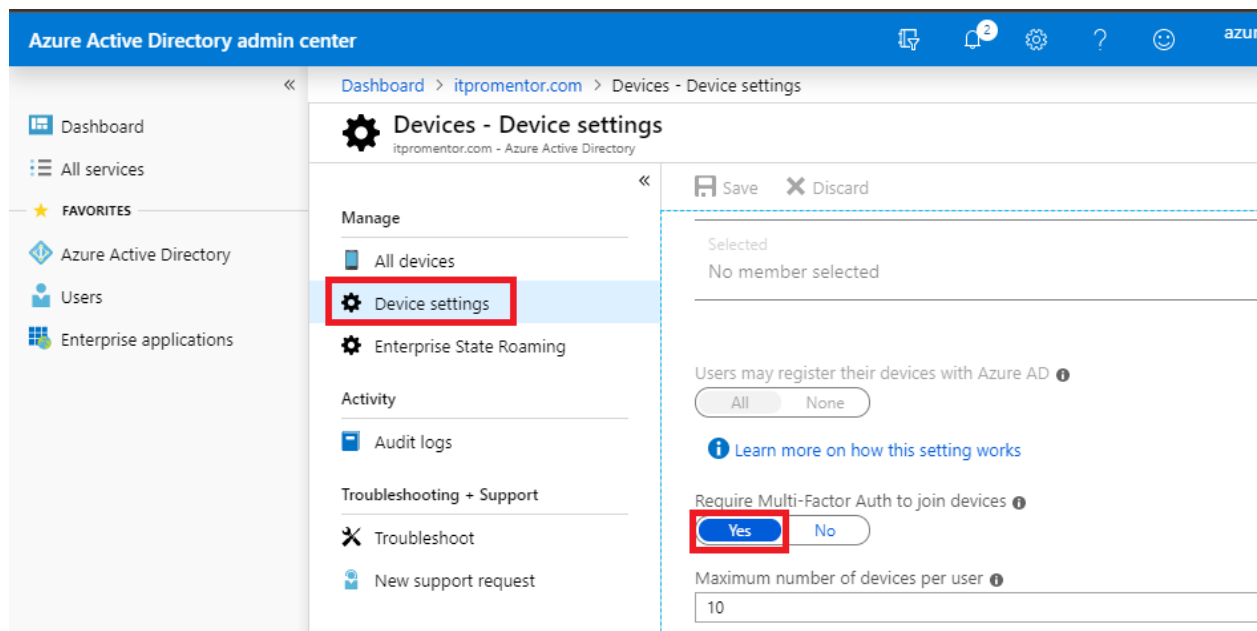 Azure Active Directory admin center
2
Dashboard > itpromentor.com > Devices - Device settings
Dashboard
All services
FAVORITES
Azure Active Directory
Users
Enterprise applications
Devices - Device settings
itpromentor.com - Azure Active Directory
Manage
All devices
Device settings
Enterprise State Roaming
Activity
Audit logs
Troubleshooting + Support
Troubleshoot
New support request
Save Discard
Selected
No member selected
Users may register their devices with Azure AD
All None
Learn more on how this setting works
Require Multi-Factor Auth to join devices
Yes No
Maximum number of devices per user
10